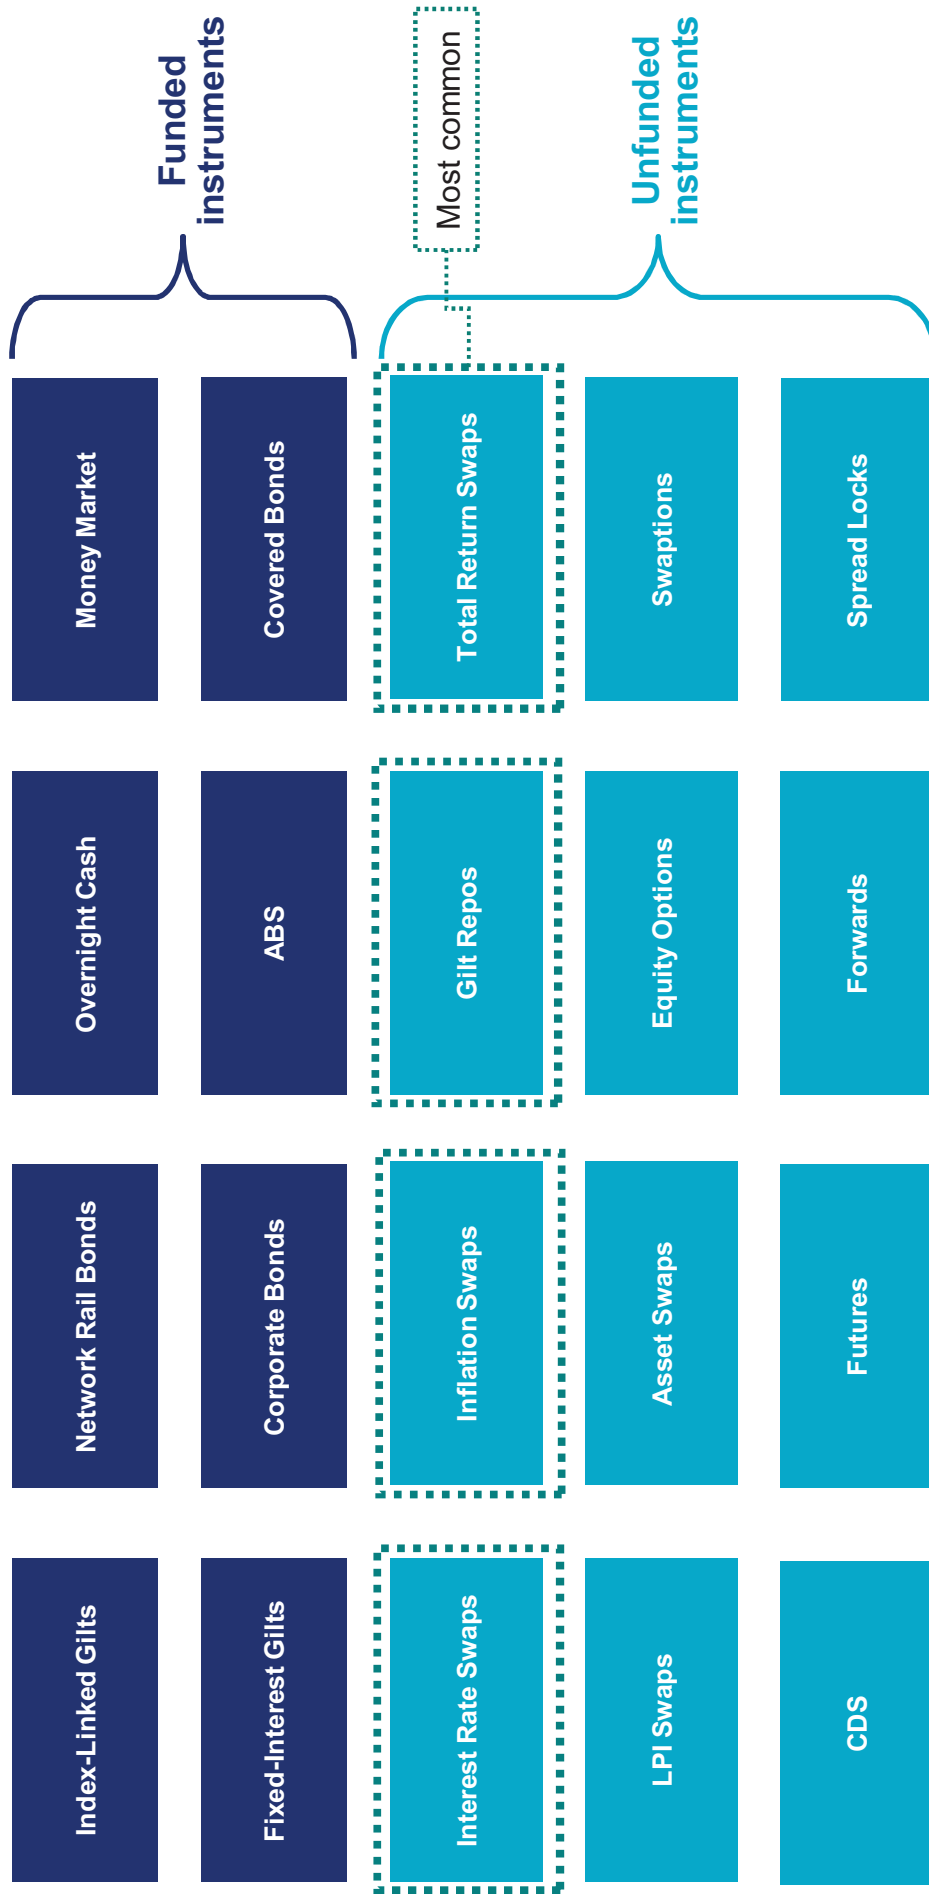 Index-Linked Gilts
Network Rail Bonds
Overnight Cash
Money Market
Funded
instruments
Fixed-Interest Gilts
Corporate Bonds
ABS
Covered Bonds
Most common
Interest Rate Swaps
Inflation Swaps
Gilt Repos
Total Return Swaps
LPI Swaps
Asset Swaps
Equity Options
Swaptions
Unfunded
instruments
CDS
Futures
Forwards
Spread Locks